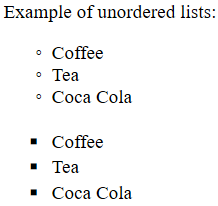 Example of unordered lists:
◦ Coffee
◦ Tea
◦ Coca Cola
▪ Coffee
▪ Tea
▪ Coca Cola